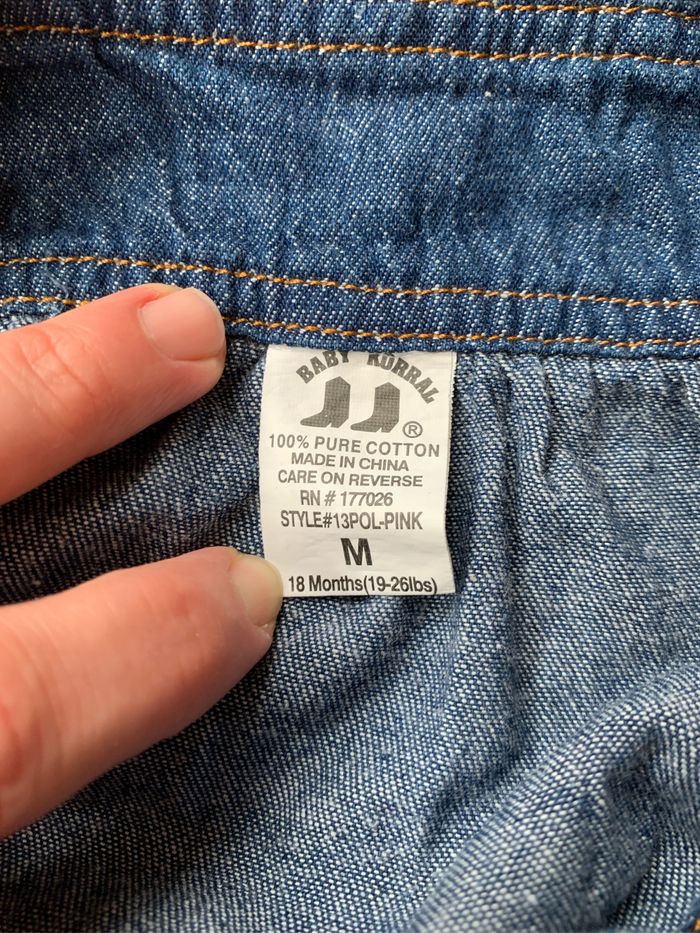 BABY KORRAL
®
100% PURE COTTON
MADE IN CHINA
CARE ON REVERSE
RN # 177026
STYLE#13POL-PINK
M
18 Months(19-26lbs)